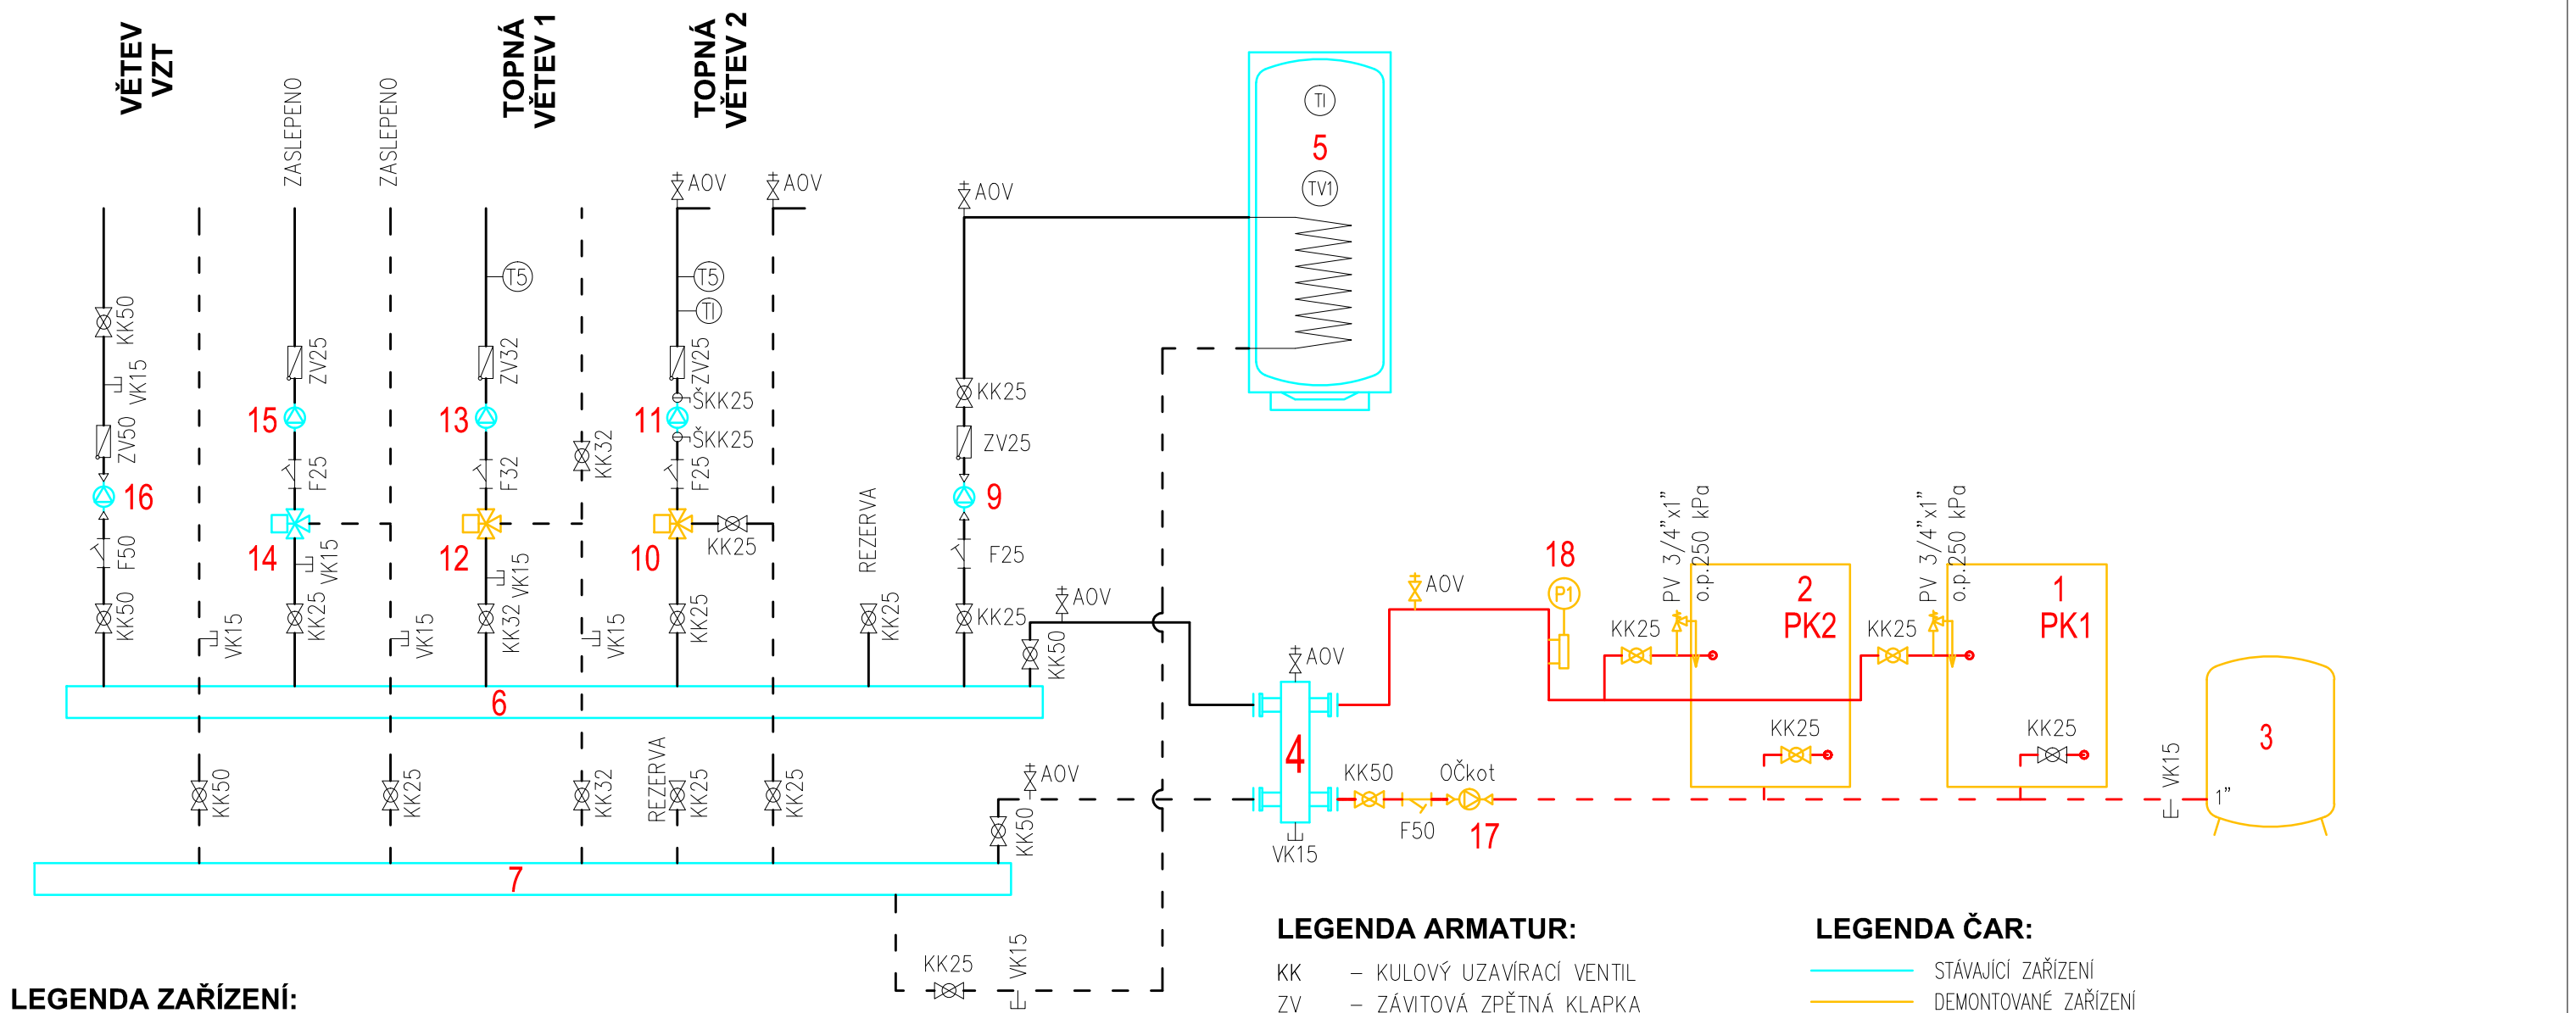 VĚTEV
VZT
TOPNÁ
VĚTEV 1
TOPNÁ
VĚTEV 2
ZASLEPENO
ZASLEPENO
AOV
AOV
AOV
TI
5
TV1
T5
T5
TI
KK50
VK15
ZV50
ZV25
ZV32
ZV25
ŠKK25
ŠKK25
KK25
ZV25
15
13
11
16
9
F50
F25
F32
KK32
F25
F25
14
12
10
KK25
VK15
VK15
REZERVA
KK50
VK15
KK25
VK15
KK32
VK15
KK25
KK25
KK25
KK50
AOV
6
AOV
4
VK15
AOV
18
P1
PV 3/4"x1"
o.p.250 kPa
KK25
2
PK2
KK25
PV 3/4"x1"
o.p.250 kPa
KK25
1
PK1
KK25
3
1"
VK15
KK50
F50
OČkot
17
KK50
KK25
KK32
REZERVA
KK25
KK25
AOV
KK50
7
KK25
VK15
LEGENDA ZAŘÍZENÍ:
LEGENDA ARMATUR:
KK – KULOVÝ UZAVÍRACÍ VENTIL
ZV – ZÁVITOVÁ ZPĚTNÁ KLAPKA
LEGENDA ČAR:
STÁVAJÍCÍ ZAŘÍZENÍ
DEMONTOVANÉ ZAŘÍZENÍ